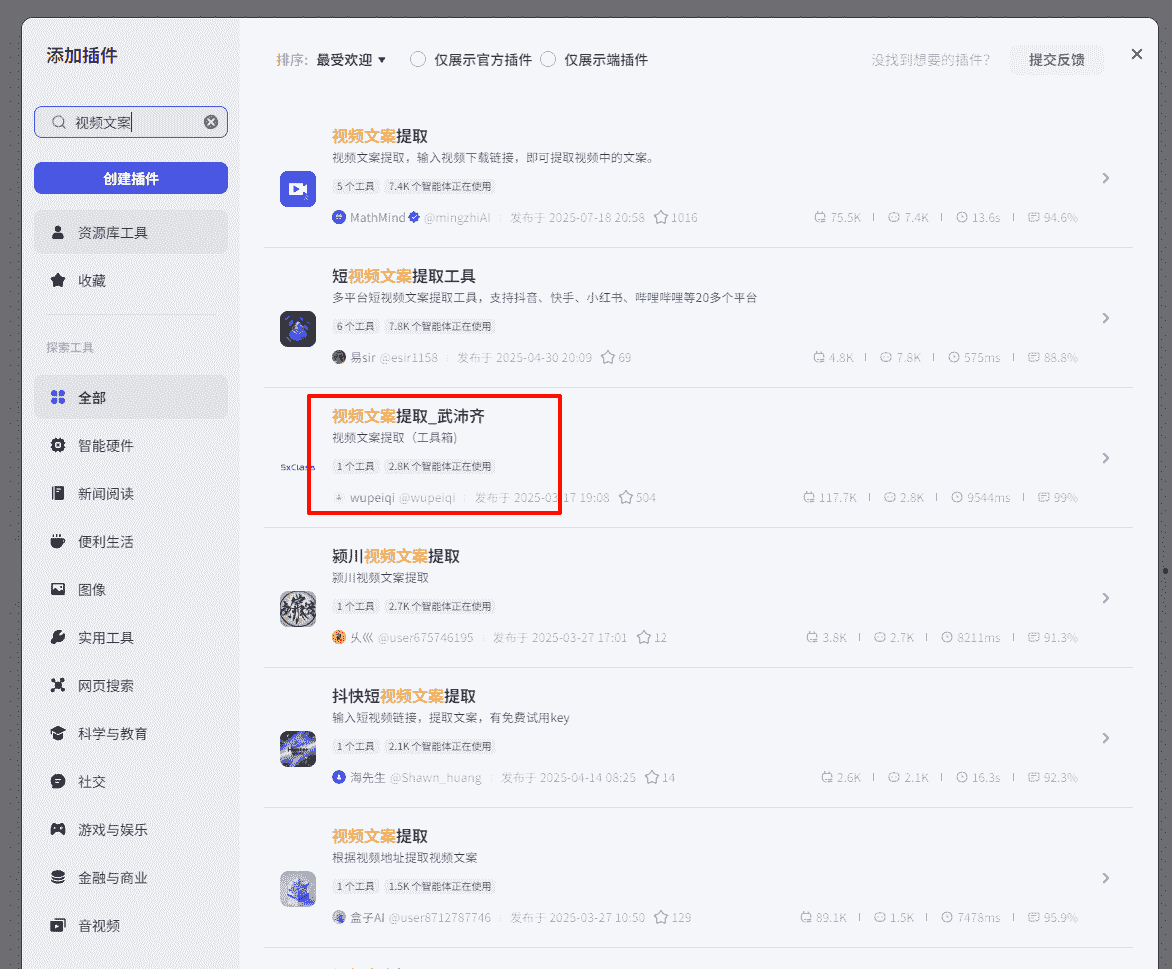 添加插件
视频文案
创建插件
资源库工具
收藏
探索工具
全部
智能硬件
新闻阅读
便利生活
图像
实用工具
网页搜索
科学与教育
社交
游戏与娱乐
金融与商业
音视频
排序: 最受欢迎 仅展示官方插件 仅展示端插件 没找到想要的插件? 提交反馈
视频文案提取
视频文案提取，输入视频下载链接，即可提取视频中的文案。
5 个工具 7.4K 个智能体正在使用
MathMind @mingzhiAI 发布于 2025-07-18 20:58 1016 75.5K 7.4K 13.6s 94.6%
短视频文案提取工具
多平台短视频文案提取工具，支持抖音、快手、小红书、哔哩哔哩等20多个平台
6 个工具 7.8K 个智能体正在使用
易sir @esir1158 发布于 2025-04-30 20:09 69 4.8K 7.8K 575ms 88.8%
视频文案提取_武沛齐
视频文案提取（工具箱)
5xClass
1 个工具 2.8K 个智能体正在使用
wupeiqi @wupeiqi 发布于 2025-03-17 19:08 504 117.7K 2.8K 9544ms 99%
颍川视频文案提取
颍川视频文案提取
1 个工具 2.7K 个智能体正在使用
@user675746195 发布于 2025-03-27 17:01 12 3.8K 2.7K 8211ms 91.3%
抖快短视频文案提取
输入短视频链接，提取文案，有免费试用key
1 个工具 2.1K 个智能体正在使用
海先生 @Shawn_huang 发布于 2025-04-14 08:25 14 2.6K 2.1K 16.3s 92.3%
视频文案提取
根据视频地址提取视频文案
1 个工具 1.5K 个智能体正在使用
盒子AI @user8712787746 发布于 2025-03-27 10:50 129 89.1K 1.5K 7478ms 95.9%